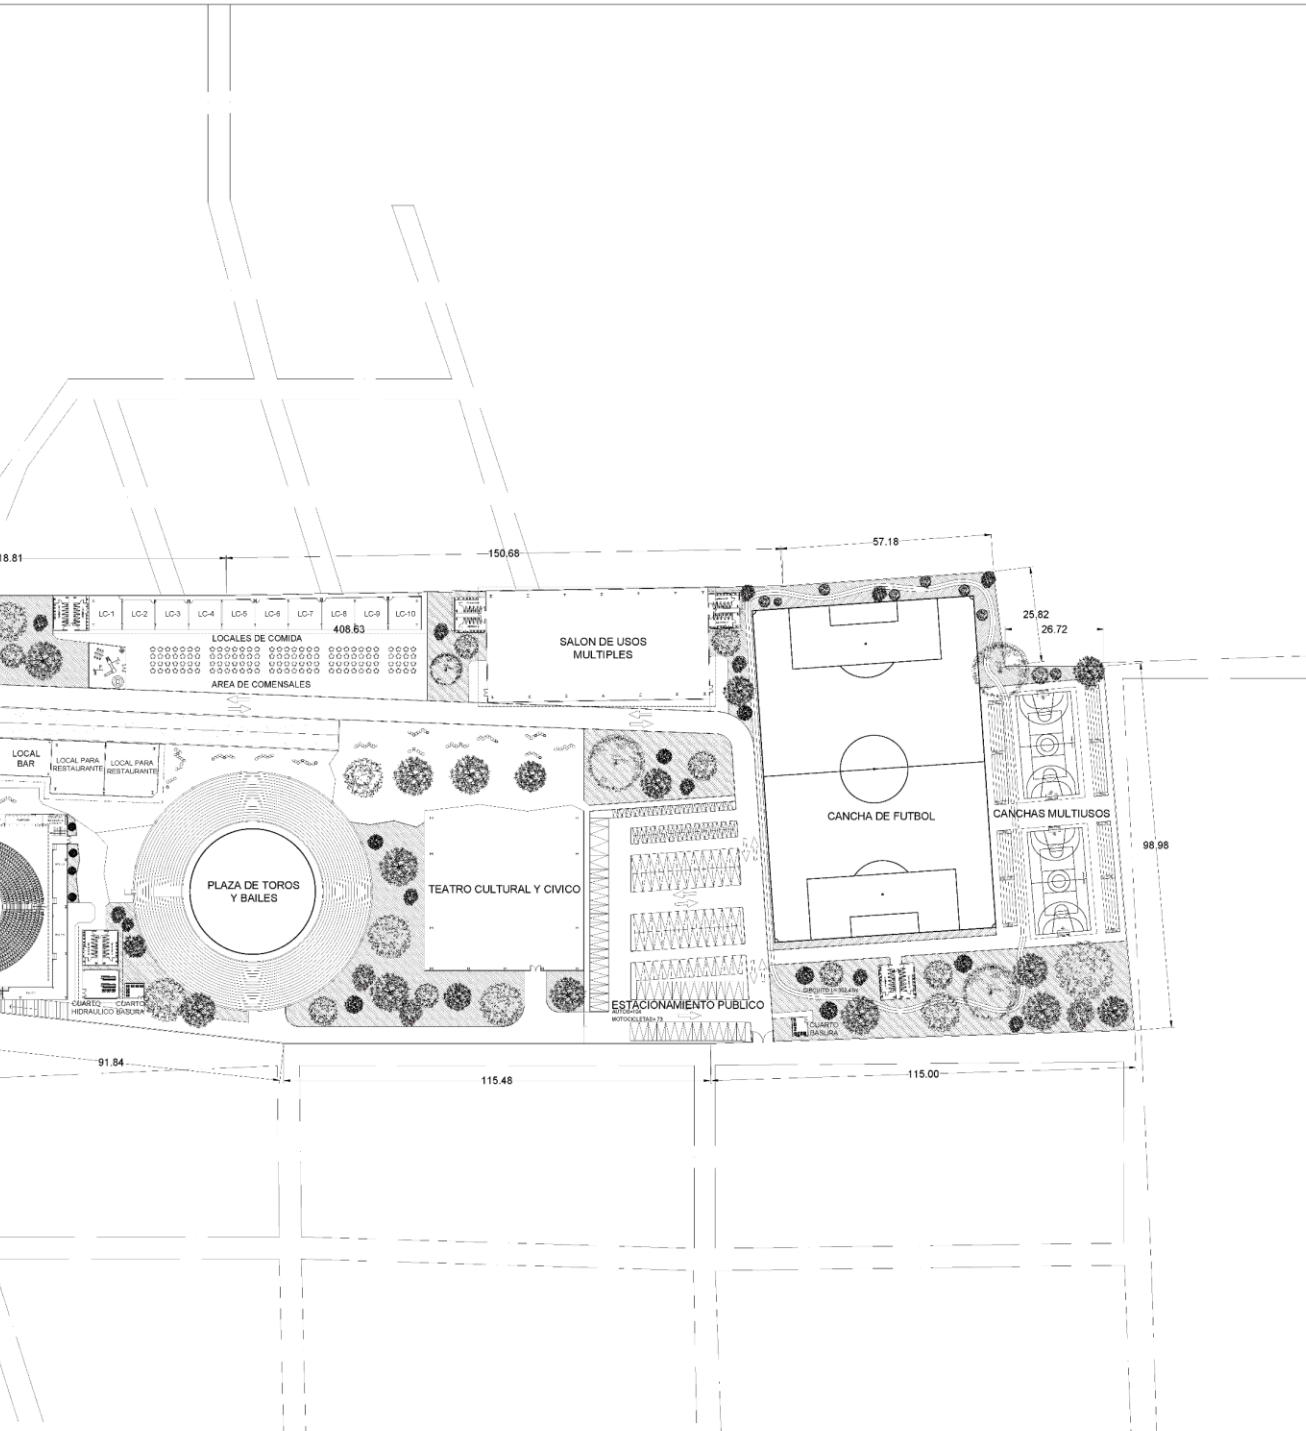 57.18
150.68
18.81
25.82
26.72
LC-1 LC-2 LC-3 LC-4 LC-5 LC-6 LC-7 LC-8 LC-9 LC-10
408.63
LOCALES DE COMIDA
SALON DE USOS
MULTIPLES
AREA DE COMENSALES
LOCAL
BAR
LOCAL PARA
RESTAURANTE
LOCAL PARA
RESTAURANTE
CANCHA DE FUTBOL
CANCHAS MULTIUSOS
98.98
PLAZA DE TOROS
Y BAILES
TEATRO CULTURAL Y CIVICO
CUARTO
HIDRAULICO
CUARTO
BASURA
ESTACIONAMIENTO PUBLICO
AUTOS=104
MOTOCICLETAS= 73
CUARTO
BASURA
91.84
115.48
115.00